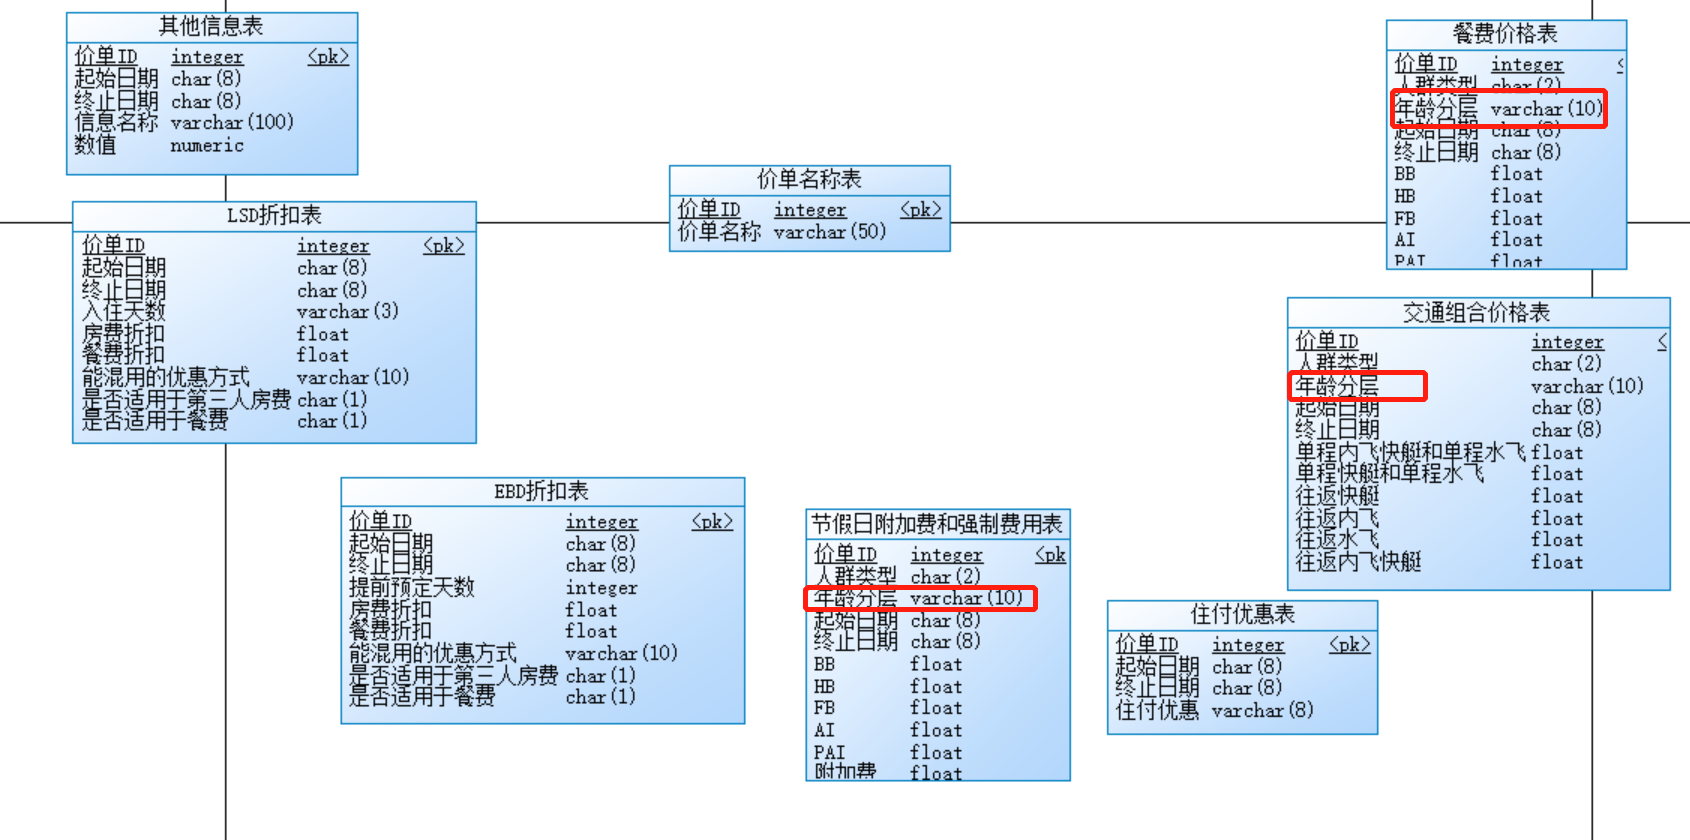 其他信息表
价单ID integer <pk>
起始日期 char(8)
终止日期 char(8)
信息名称 varchar(100)
数值 numeric
LSD折扣表
价单ID integer <pk>
起始日期 char(8)
终止日期 char(8)
入住天数 varchar(3)
房费折扣 float
餐费折扣 float
能混用的优惠方式 varchar(10)
是否适用于第三人房费 char(1)
是否适用于餐费 char(1)
价单名称表
价单ID integer <pk>
价单名称 varchar(50)
餐费价格表
价单ID integer <
人群类型 char(2)
年龄分层 varchar(10)
起始日期 char(8)
终止日期 char(8)
BB float
HB float
FB float
AI float
PAI float
交通组合价格表
价单ID integer <
人群类型 char(2)
年龄分层 varchar(10)
起始日期 char(8)
终止日期 char(8)
单程内飞快艇和单程水飞 float
单程快艇和单程水飞 float
往返快艇 float
往返内飞 float
往返水飞 float
往返内飞快艇 float
EBD折扣表
价单ID integer <pk>
起始日期 char(8)
终止日期 char(8)
提前预定天数 integer
房费折扣 float
餐费折扣 float
能混用的优惠方式 varchar(10)
是否适用于第三人房费 char(1)
是否适用于餐费 char(1)
节假日附加费和强制费用表
价单ID integer <pk
人群类型 char(2)
年龄分层 varchar(10)
起始日期 char(8)
终止日期 char(8)
BB float
HB float
FB float
AI float
PAI float
附加费 float
住付优惠表
价单ID integer <pk>
起始日期 char(8)
终止日期 char(8)
住付优惠 varchar(8)